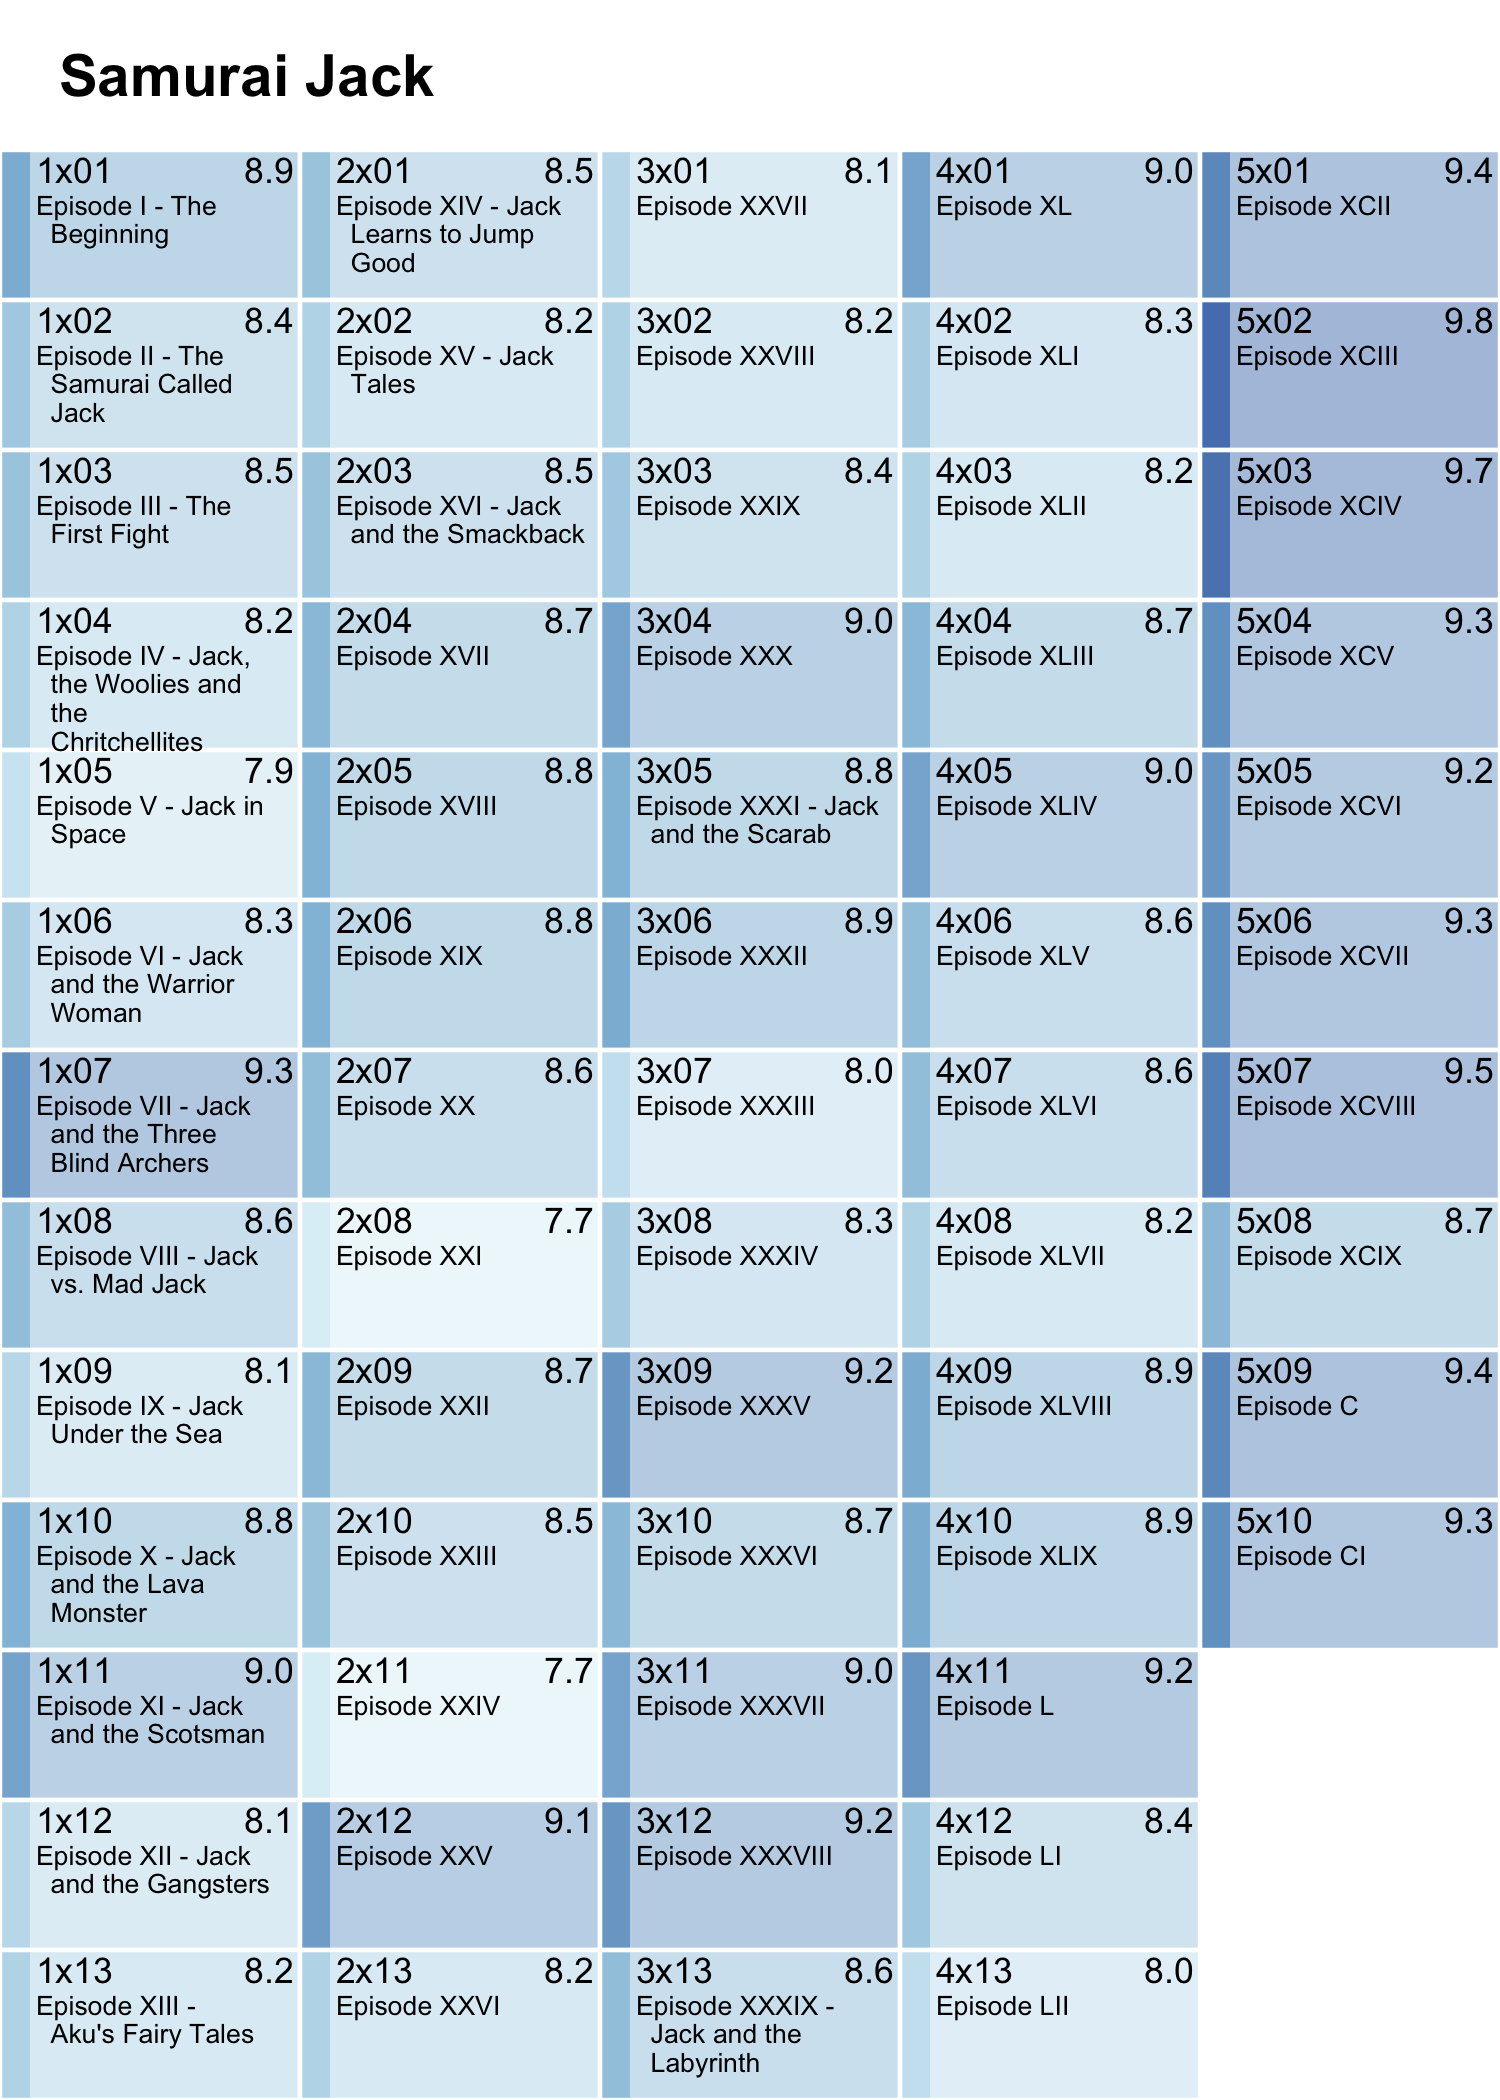 Samurai Jack
1x01 8.9
Episode I - The
Beginning
2x01 8.5
Episode XIV - Jack
Learns to Jump
Good
3x01 8.1
Episode XXVII
4x01 9.0
Episode XL
5x01 9.4
Episode XCII
1x02 8.4
Episode II - The
Samurai Called
Jack
2x02 8.2
Episode XV - Jack
Tales
3x02 8.2
Episode XXVIII
4x02 8.3
Episode XLI
5x02 9.8
Episode XCIII
1x03 8.5
Episode III - The
First Fight
2x03 8.5
Episode XVI - Jack
and the Smackback
3x03 8.4
Episode XXIX
4x03 8.2
Episode XLII
5x03 9.7
Episode XCIV
1x04 8.2
Episode IV - Jack,
the Woolies and
the
Chritchellites
2x04 8.7
Episode XVII
3x04 9.0
Episode XXX
4x04 8.7
Episode XLIII
5x04 9.3
Episode XCV
1x05 7.9
Episode V - Jack in
Space
2x05 8.8
Episode XVIII
3x05 8.8
Episode XXXI - Jack
and the Scarab
4x05 9.0
Episode XLIV
5x05 9.2
Episode XCVI
1x06 8.3
Episode VI - Jack
and the Warrior
Woman
2x06 8.8
Episode XIX
3x06 8.9
Episode XXXII
4x06 8.6
Episode XLV
5x06 9.3
Episode XCVII
1x07 9.3
Episode VII - Jack
and the Three
Blind Archers
2x07 8.6
Episode XX
3x07 8.0
Episode XXXIII
4x07 8.6
Episode XLVI
5x07 9.5
Episode XCVIII
1x08 8.6
Episode VIII - Jack
vs. Mad Jack
2x08 7.7
Episode XXI
3x08 8.3
Episode XXXIV
4x08 8.2
Episode XLVII
5x08 8.7
Episode XCIX
1x09 8.1
Episode IX - Jack
Under the Sea
2x09 8.7
Episode XXII
3x09 9.2
Episode XXXV
4x09 8.9
Episode XLVIII
5x09 9.4
Episode C
1x10 8.8
Episode X - Jack
and the Lava
Monster
2x10 8.5
Episode XXIII
3x10 8.7
Episode XXXVI
4x10 8.9
Episode XLIX
5x10 9.3
Episode CI
1x11 9.0
Episode XI - Jack
and the Scotsman
2x11 7.7
Episode XXIV
3x11 9.0
Episode XXXVII
4x11 9.2
Episode L
1x12 8.1
Episode XII - Jack
and the Gangsters
2x12 9.1
Episode XXV
3x12 9.2
Episode XXXVIII
4x12 8.4
Episode LI
1x13 8.2
Episode XIII -
Aku's Fairy Tales
2x13 8.2
Episode XXVI
3x13 8.6
Episode XXXIX -
Jack and the
Labyrinth
4x13 8.0
Episode LII